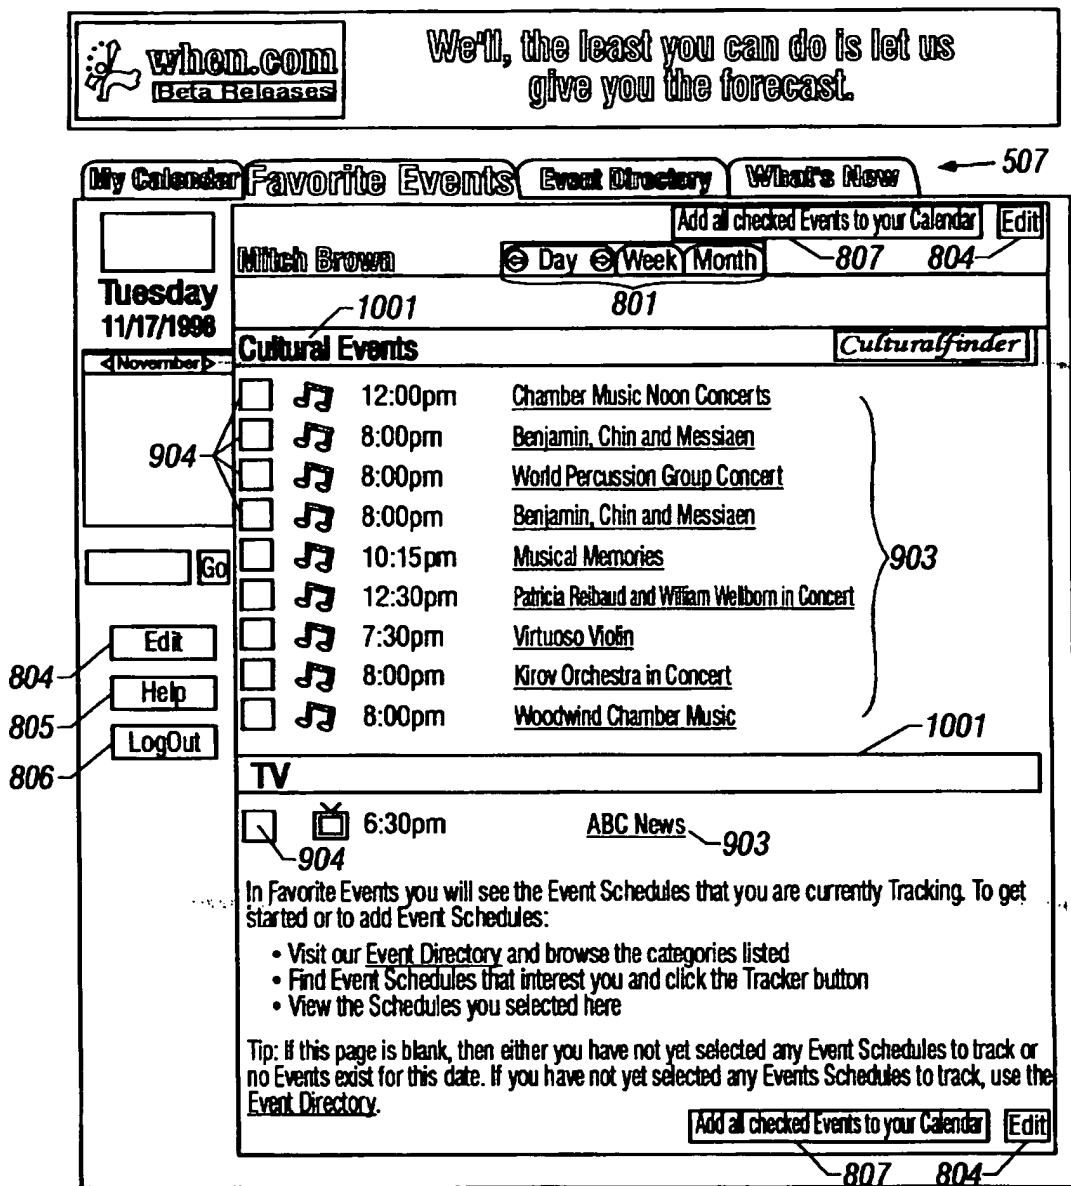 when.com
Beta Releases
We'll, the least you can do is let us
give you the forecast.
My Calendar Favorite Events Event Directory What's New 507
Add all checked Events to your Calendar Edit
807 804
Mitch Brown Day Week Month
801
Tuesday
11/17/1998
November
1001
Cultural Events Culturalfinder
12:00pm Chamber Music Noon Concerts
8:00pm Benjamin, Chin and Messiaen
904
8:00pm World Percussion Group Concert
8:00pm Benjamin, Chin and Messiaen
10:15pm Musical Memories
903
Go
12:30pm Patricia Reibaud and William Wellborn in Concert
7:30pm Virtuoso Violin
8:00pm Kirov Orchestra in Concert
8:00pm Woodwind Chamber Music
Edit
804
Help
805
LogOut
806
1001
TV
6:30pm ABC News 903
904
In Favorite Events you will see the Event Schedules that you are currently Tracking. To get
started or to add Event Schedules:
• Visit our Event Directory and browse the categories listed
• Find Event Schedules that interest you and click the Tracker button
• View the Schedules you selected here
Tip: If this page is blank, then either you have not yet selected any Event Schedules to track or
no Events exist for this date. If you have not yet selected any Events Schedules to track, use the
Event Directory.
Add all checked Events to your Calendar Edit
807 804